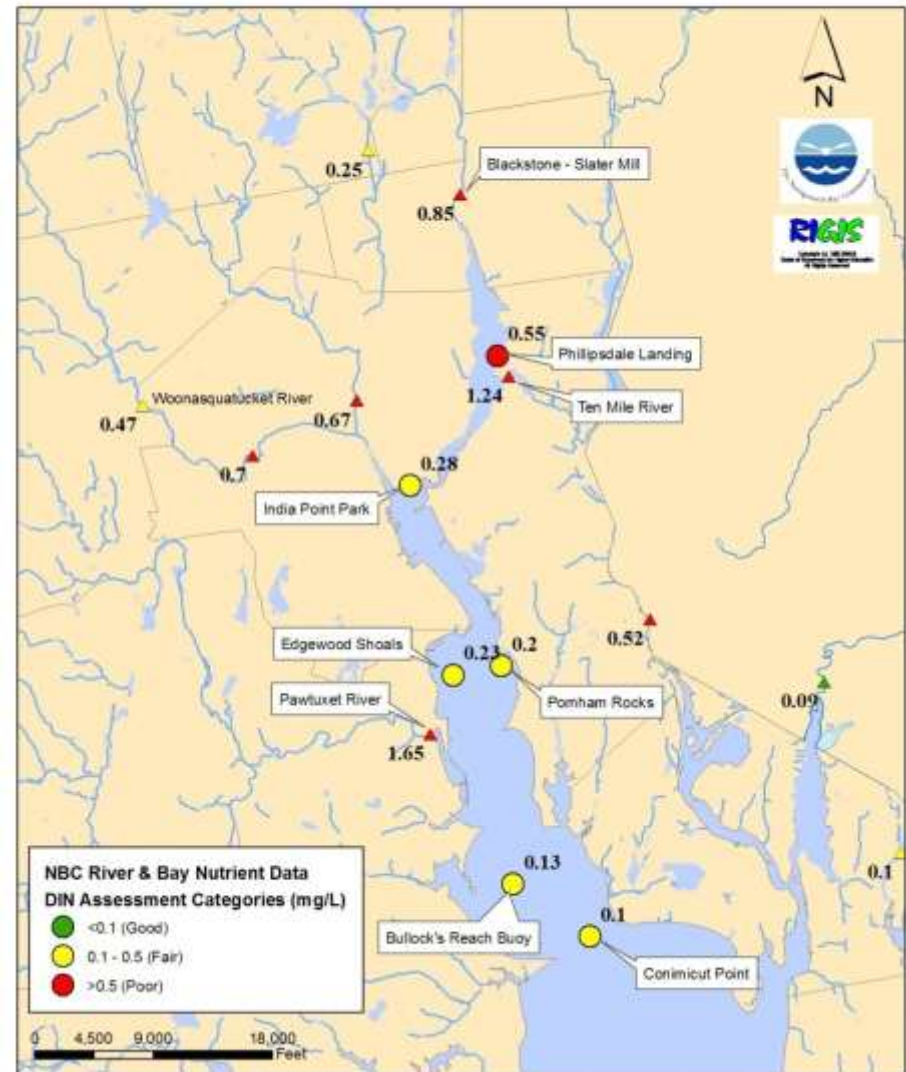 N
RIGIS
0.25
Blackstone - Slater Mill
0.85
0.55
Phillipsdale Landing
1.24
Ten Mile River
Woonasquatucket River
0.47
0.67
0.7
0.28
India Point Park
0.52
Edgewood Shoals
0.23
0.2
Pomham Rocks
Pawtuxet River
1.65
0.09
0.1
0.13
Bullock's Reach Buoy
0.1
Conimicut Point
NBC River & Bay Nutrient Data
DIN Assessment Categories (mg/L)
<0.1 (Good)
0.1 - 0.5 (Fair)
>0.5 (Poor)
0 4,500 9,000 18,000
Feet